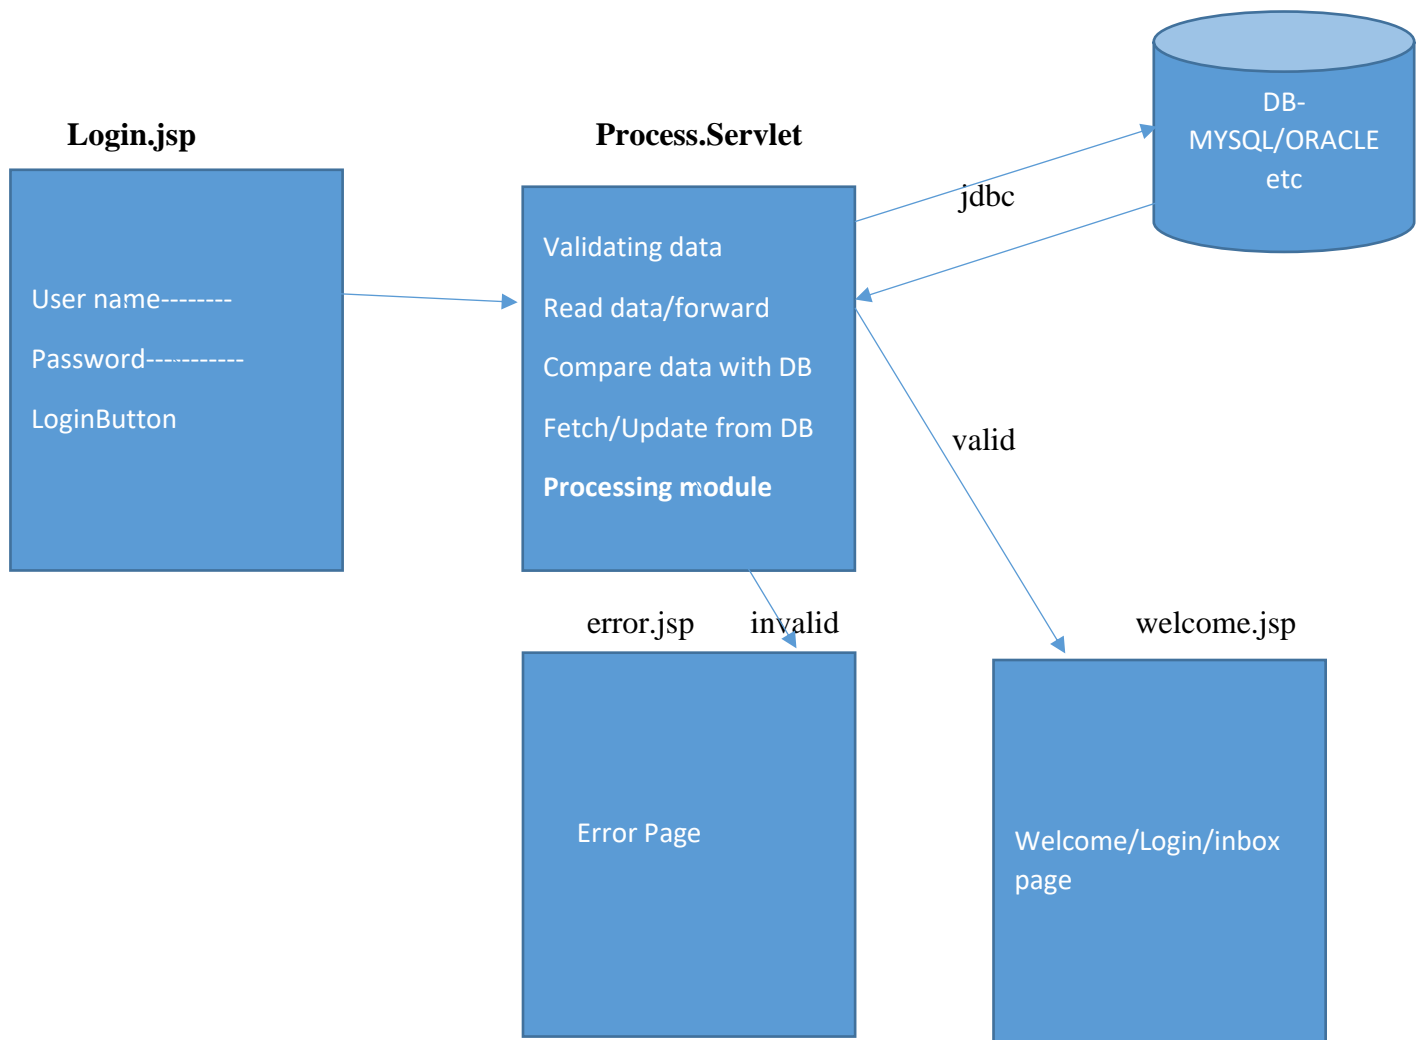 Login.jsp
User name--------
Password-----------
LoginButton
Process.Servlet
Validating data
Read data/forward
Compare data with DB
Fetch/Update from DB
Processing module
jdbc
DB-
MYSQL/ORACLE
etc
valid
error.jsp
invalid
Error Page
welcome.jsp
Welcome/Login/inbox
page